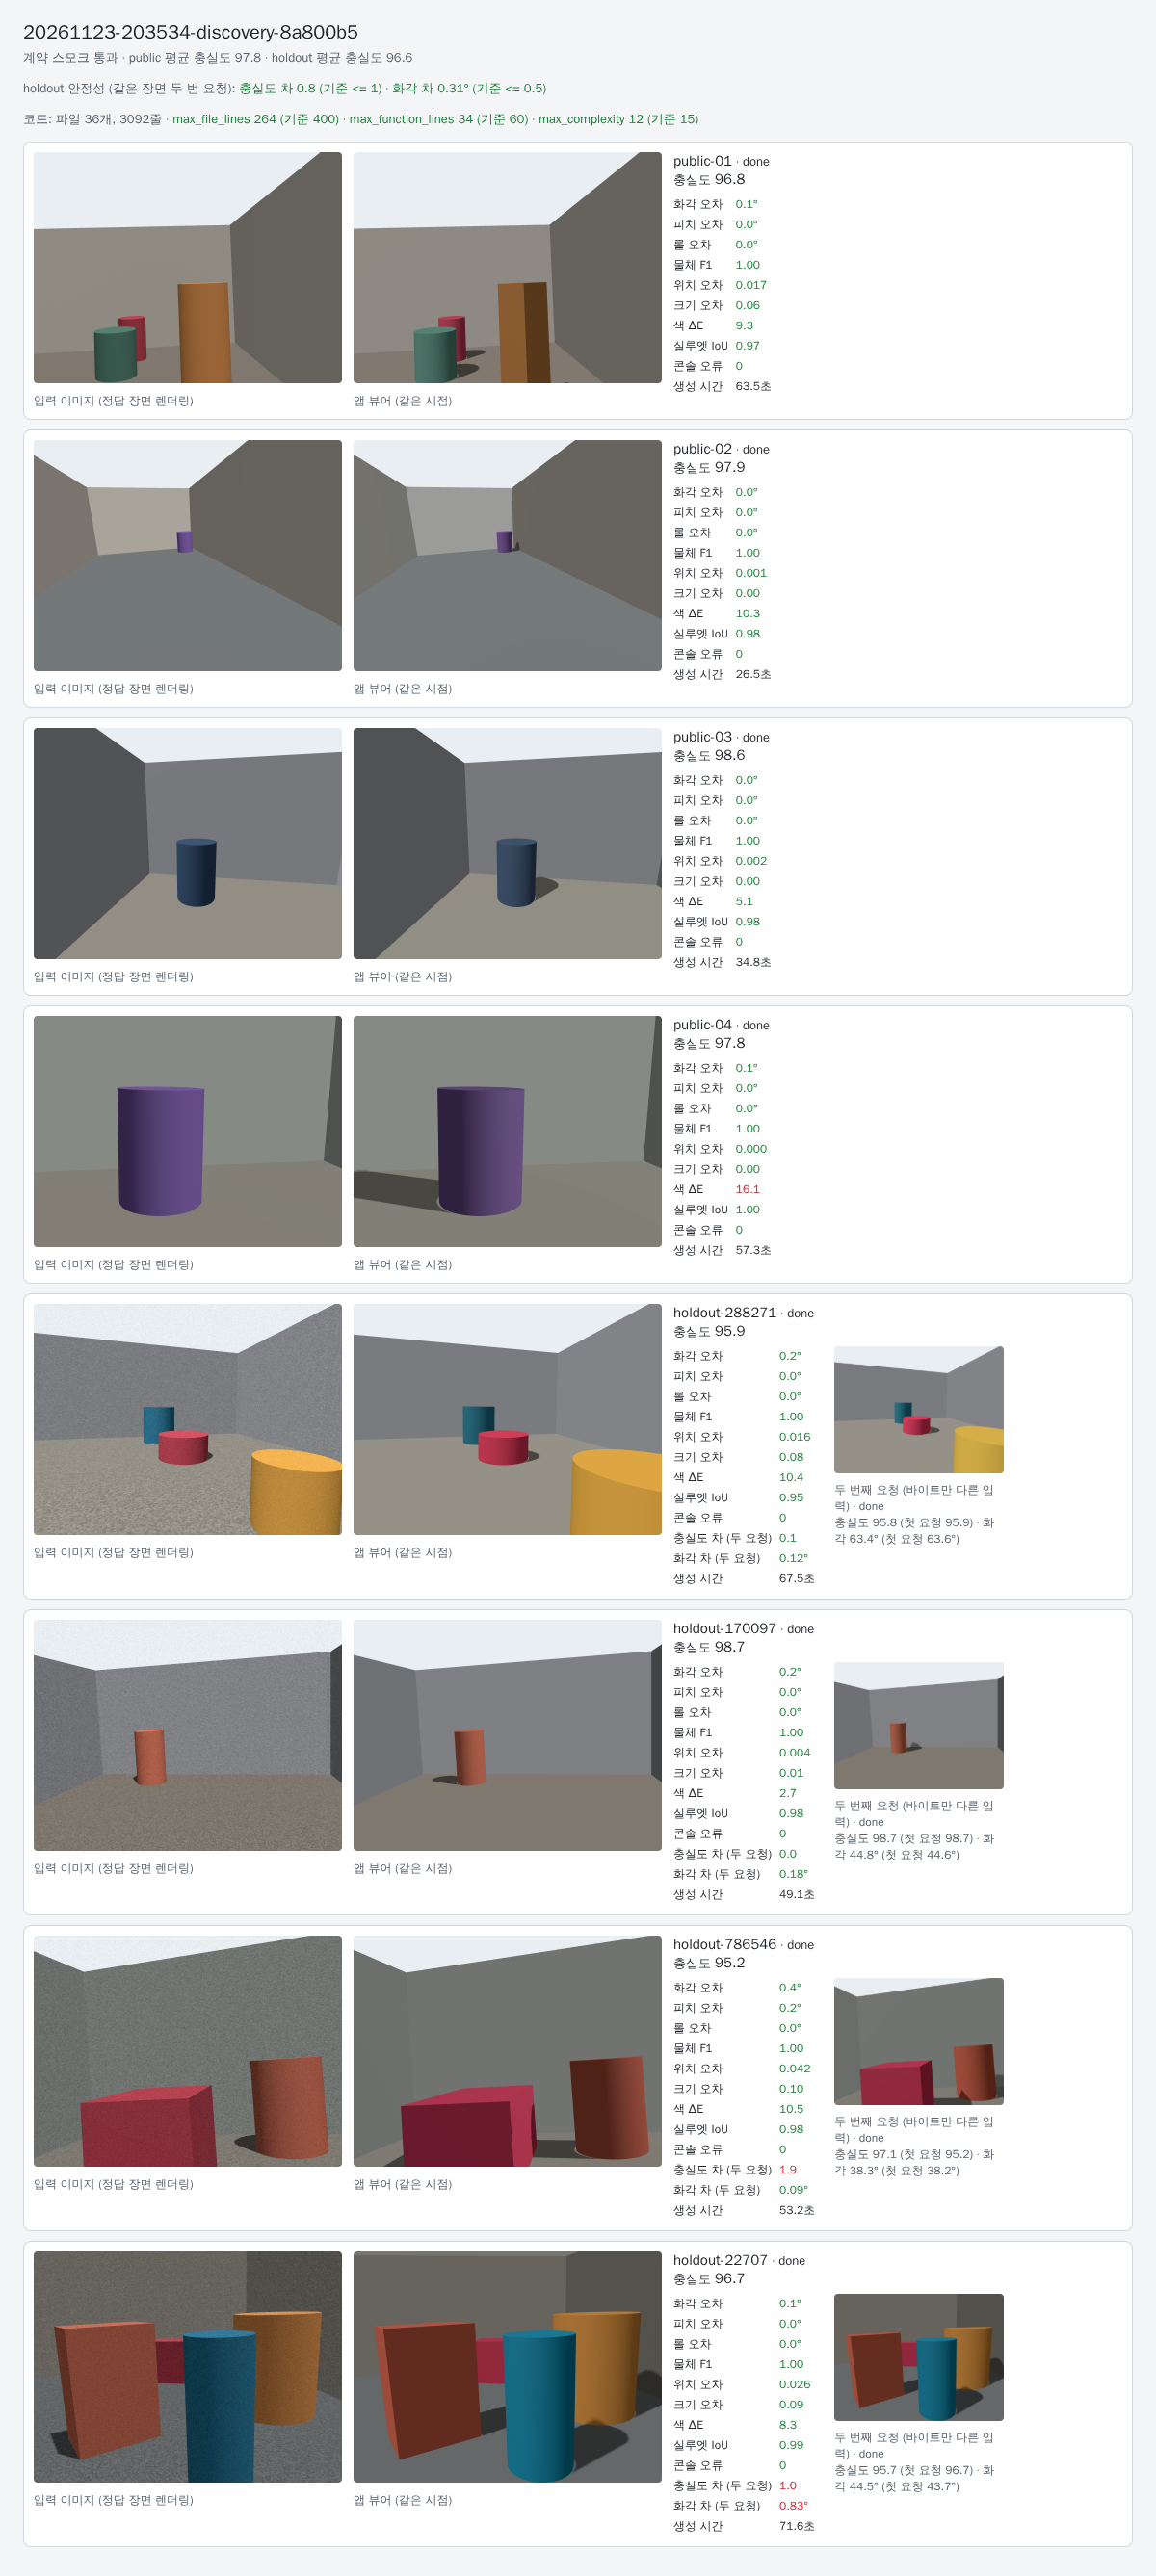 20261123-203534-discovery-8a800b5
계약 스모크 통과 · public 평균 충실도 97.8 · holdout 평균 충실도 96.6
holdout 안정성 (같은 장면 두 번 요청): 충실도 차 0.8 (기준 <= 1) · 화각 차 0.31° (기준 <= 0.5)
코드: 파일 36개, 3092줄 · max_file_lines 264 (기준 400) · max_function_lines 34 (기준 60) · max_complexity 12 (기준 15)
입력 이미지 (정답 장면 렌더링)
앱 뷰어 (같은 시점)
public-01 · done
충실도 96.8
화각 오차 0.1°
피치 오차 0.0°
롤 오차 0.0°
물체 F1 1.00
위치 오차 0.017
크기 오차 0.06
색 ΔE 9.3
실루엣 IoU 0.97
콘솔 오류 0
생성 시간 63.5초
입력 이미지 (정답 장면 렌더링)
앱 뷰어 (같은 시점)
public-02 · done
충실도 97.9
화각 오차 0.0°
피치 오차 0.0°
롤 오차 0.0°
물체 F1 1.00
위치 오차 0.001
크기 오차 0.00
색 ΔE 10.3
실루엣 IoU 0.98
콘솔 오류 0
생성 시간 26.5초
입력 이미지 (정답 장면 렌더링)
앱 뷰어 (같은 시점)
public-03 · done
충실도 98.6
화각 오차 0.0°
피치 오차 0.0°
롤 오차 0.0°
물체 F1 1.00
위치 오차 0.002
크기 오차 0.00
색 ΔE 5.1
실루엣 IoU 0.98
콘솔 오류 0
생성 시간 34.8초
입력 이미지 (정답 장면 렌더링)
앱 뷰어 (같은 시점)
public-04 · done
충실도 97.8
화각 오차 0.1°
피치 오차 0.0°
롤 오차 0.0°
물체 F1 1.00
위치 오차 0.000
크기 오차 0.00
색 ΔE 16.1
실루엣 IoU 1.00
콘솔 오류 0
생성 시간 57.3초
입력 이미지 (정답 장면 렌더링)
앱 뷰어 (같은 시점)
holdout-288271 · done
충실도 95.9
화각 오차 0.2°
피치 오차 0.0°
롤 오차 0.0°
물체 F1 1.00
위치 오차 0.016
크기 오차 0.08
색 ΔE 10.4
실루엣 IoU 0.95
콘솔 오류 0
충실도 차 (두 요청) 0.1
화각 차 (두 요청) 0.12°
생성 시간 67.5초
두 번째 요청 (바이트만 다른 입
력) · done
충실도 95.8 (첫 요청 95.9) · 화
각 63.4° (첫 요청 63.6°)
입력 이미지 (정답 장면 렌더링)
앱 뷰어 (같은 시점)
holdout-170097 · done
충실도 98.7
화각 오차 0.2°
피치 오차 0.0°
롤 오차 0.0°
물체 F1 1.00
위치 오차 0.004
크기 오차 0.01
색 ΔE 2.7
실루엣 IoU 0.98
콘솔 오류 0
충실도 차 (두 요청) 0.0
화각 차 (두 요청) 0.18°
생성 시간 49.1초
두 번째 요청 (바이트만 다른 입
력) · done
충실도 98.7 (첫 요청 98.7) · 화
각 44.8° (첫 요청 44.6°)
입력 이미지 (정답 장면 렌더링)
앱 뷰어 (같은 시점)
holdout-786546 · done
충실도 95.2
화각 오차 0.4°
피치 오차 0.2°
롤 오차 0.0°
물체 F1 1.00
위치 오차 0.042
크기 오차 0.10
색 ΔE 10.5
실루엣 IoU 0.98
콘솔 오류 0
충실도 차 (두 요청) 1.9
화각 차 (두 요청) 0.09°
생성 시간 53.2초
두 번째 요청 (바이트만 다른 입
력) · done
충실도 97.1 (첫 요청 95.2) · 화
각 38.3° (첫 요청 38.2°)
입력 이미지 (정답 장면 렌더링)
앱 뷰어 (같은 시점)
holdout-22707 · done
충실도 96.7
화각 오차 0.1°
피치 오차 0.0°
롤 오차 0.0°
물체 F1 1.00
위치 오차 0.026
크기 오차 0.09
색 ΔE 8.3
실루엣 IoU 0.99
콘솔 오류 0
충실도 차 (두 요청) 1.0
화각 차 (두 요청) 0.83°
생성 시간 71.6초
두 번째 요청 (바이트만 다른 입
력) · done
충실도 95.7 (첫 요청 96.7) · 화
각 44.5° (첫 요청 43.7°)